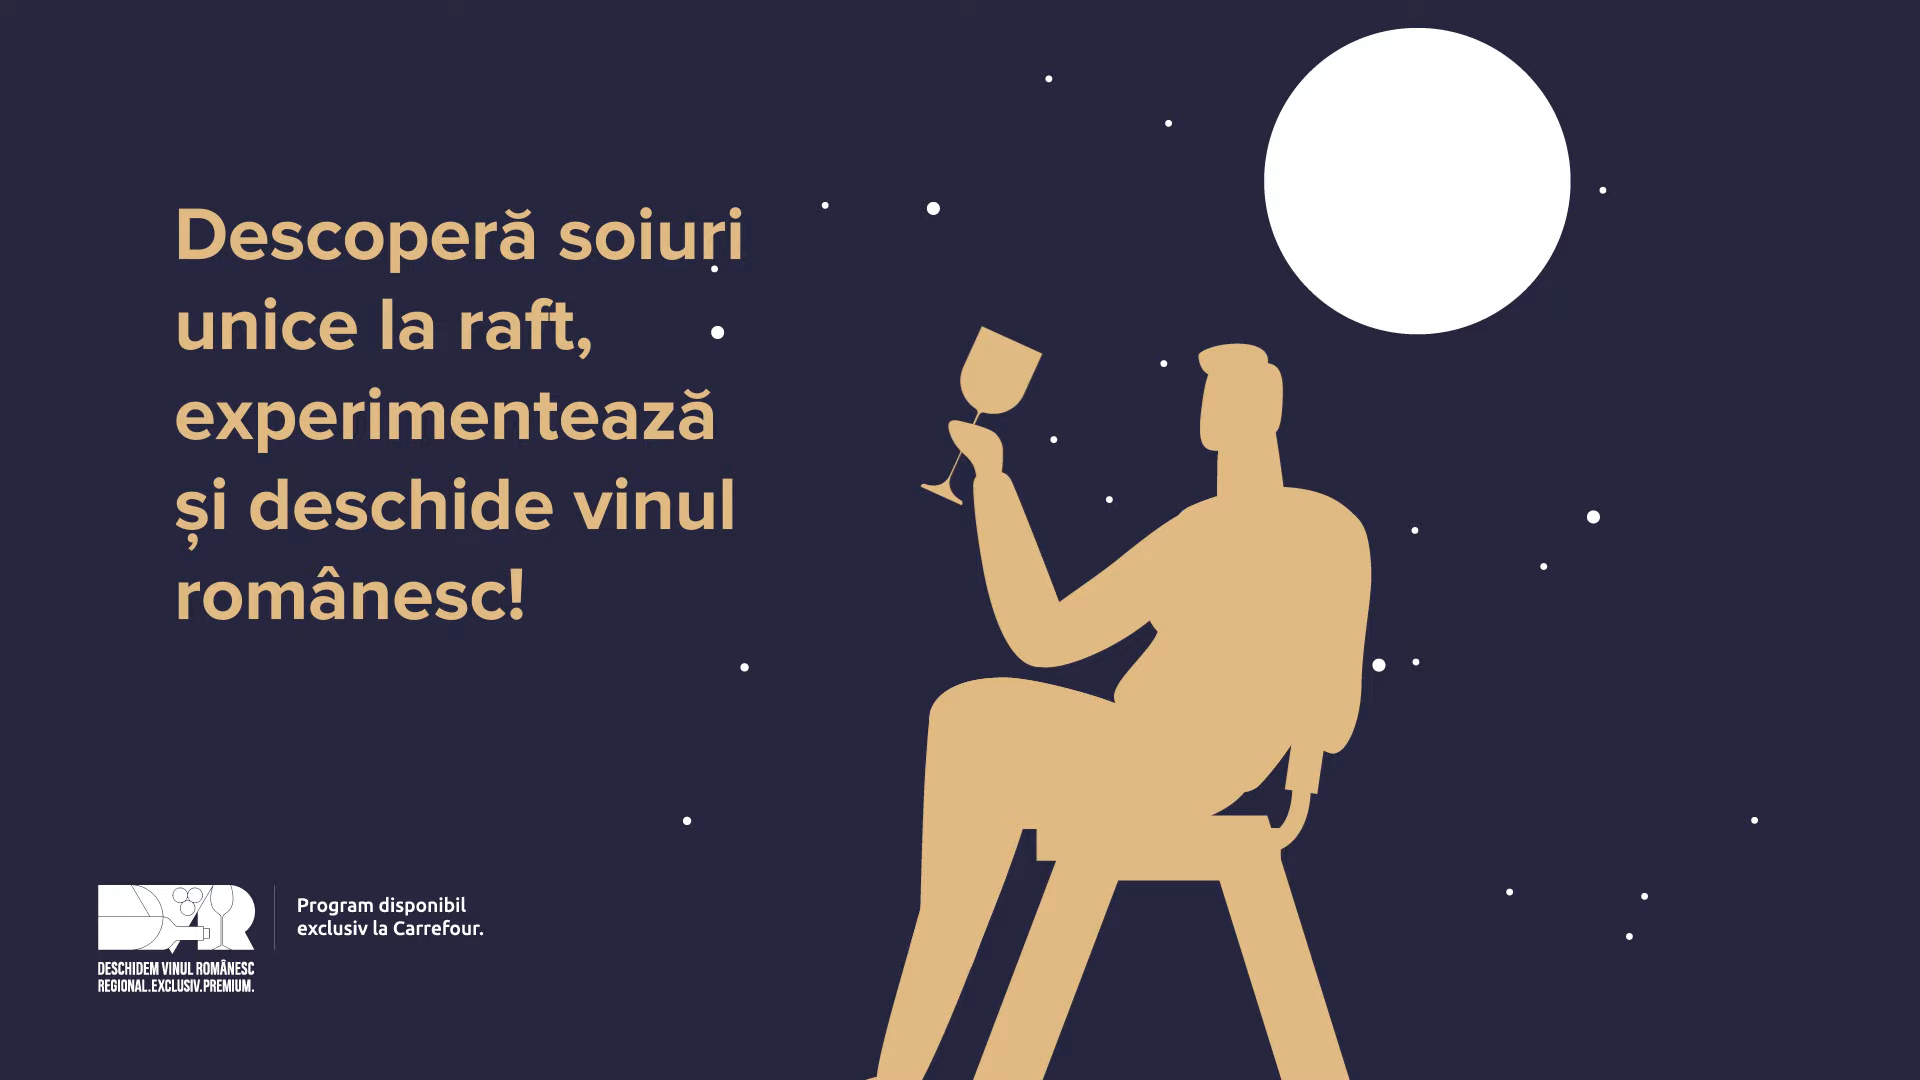 Descoperă soiuri
unice la raft,
experimentează
și deschide vinul
românesc!
DAR
Program disponibil
exclusiv la Carrefour.
DESCHIDEM VINUL ROMÂNESC
REGIONAL.EXCLUSIV.PREMIUM.